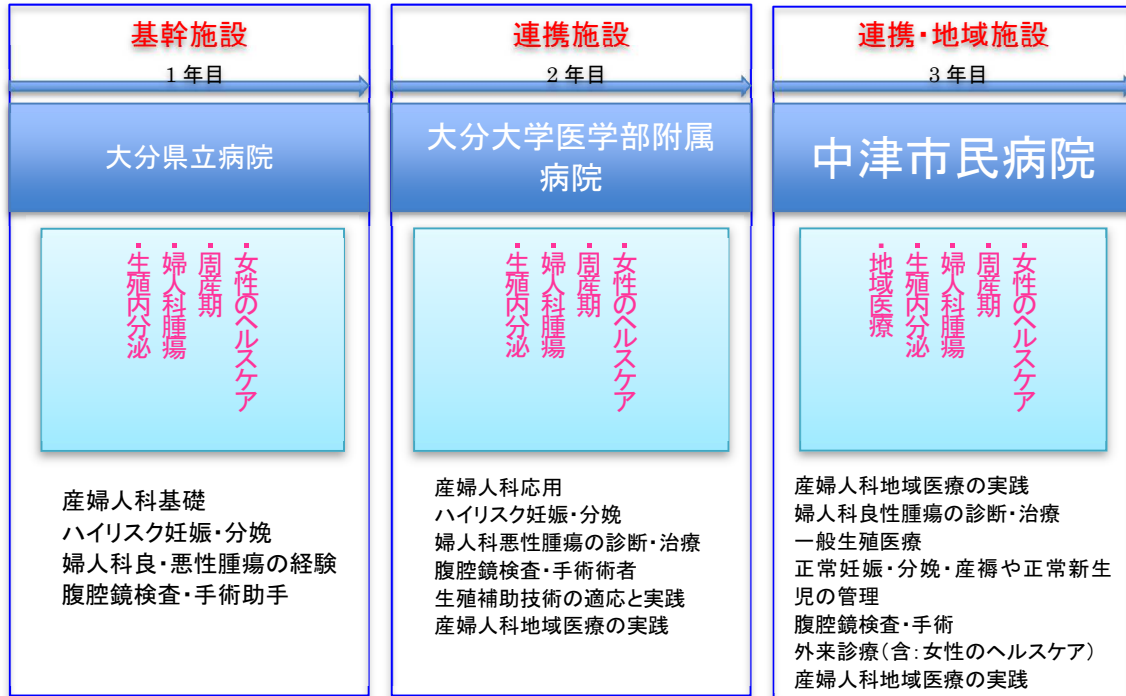 基幹施設
1 年目
大分県立病院
・女性のヘルスケア
・周産期
・婦人科腫瘍
・生殖内分泌
産婦人科基礎
ハイリスク妊娠・分娩
婦人科良・悪性腫瘍の経験
腹腔鏡検査・手術助手
連携施設
2 年目
大分大学医学部附属
病院
・女性のヘルスケア
・周産期
・婦人科腫瘍
・生殖内分泌
産婦人科応用
ハイリスク妊娠・分娩
婦人科悪性腫瘍の診断・治療
腹腔鏡検査・手術術者
生殖補助技術の適応と実践
産婦人科地域医療の実践
連携・地域施設
3 年目
中津市民病院
・女性のヘルスケア
・周産期
・婦人科腫瘍
・生殖内分泌
・地域医療
産婦人科地域医療の実践
婦人科良性腫瘍の診断・治療
一般生殖医療
正常妊娠・分娩・産褥や正常新生
児の管理
腹腔鏡検査・手術
外来診療(含:女性のヘルスケア)
産婦人科地域医療の実践